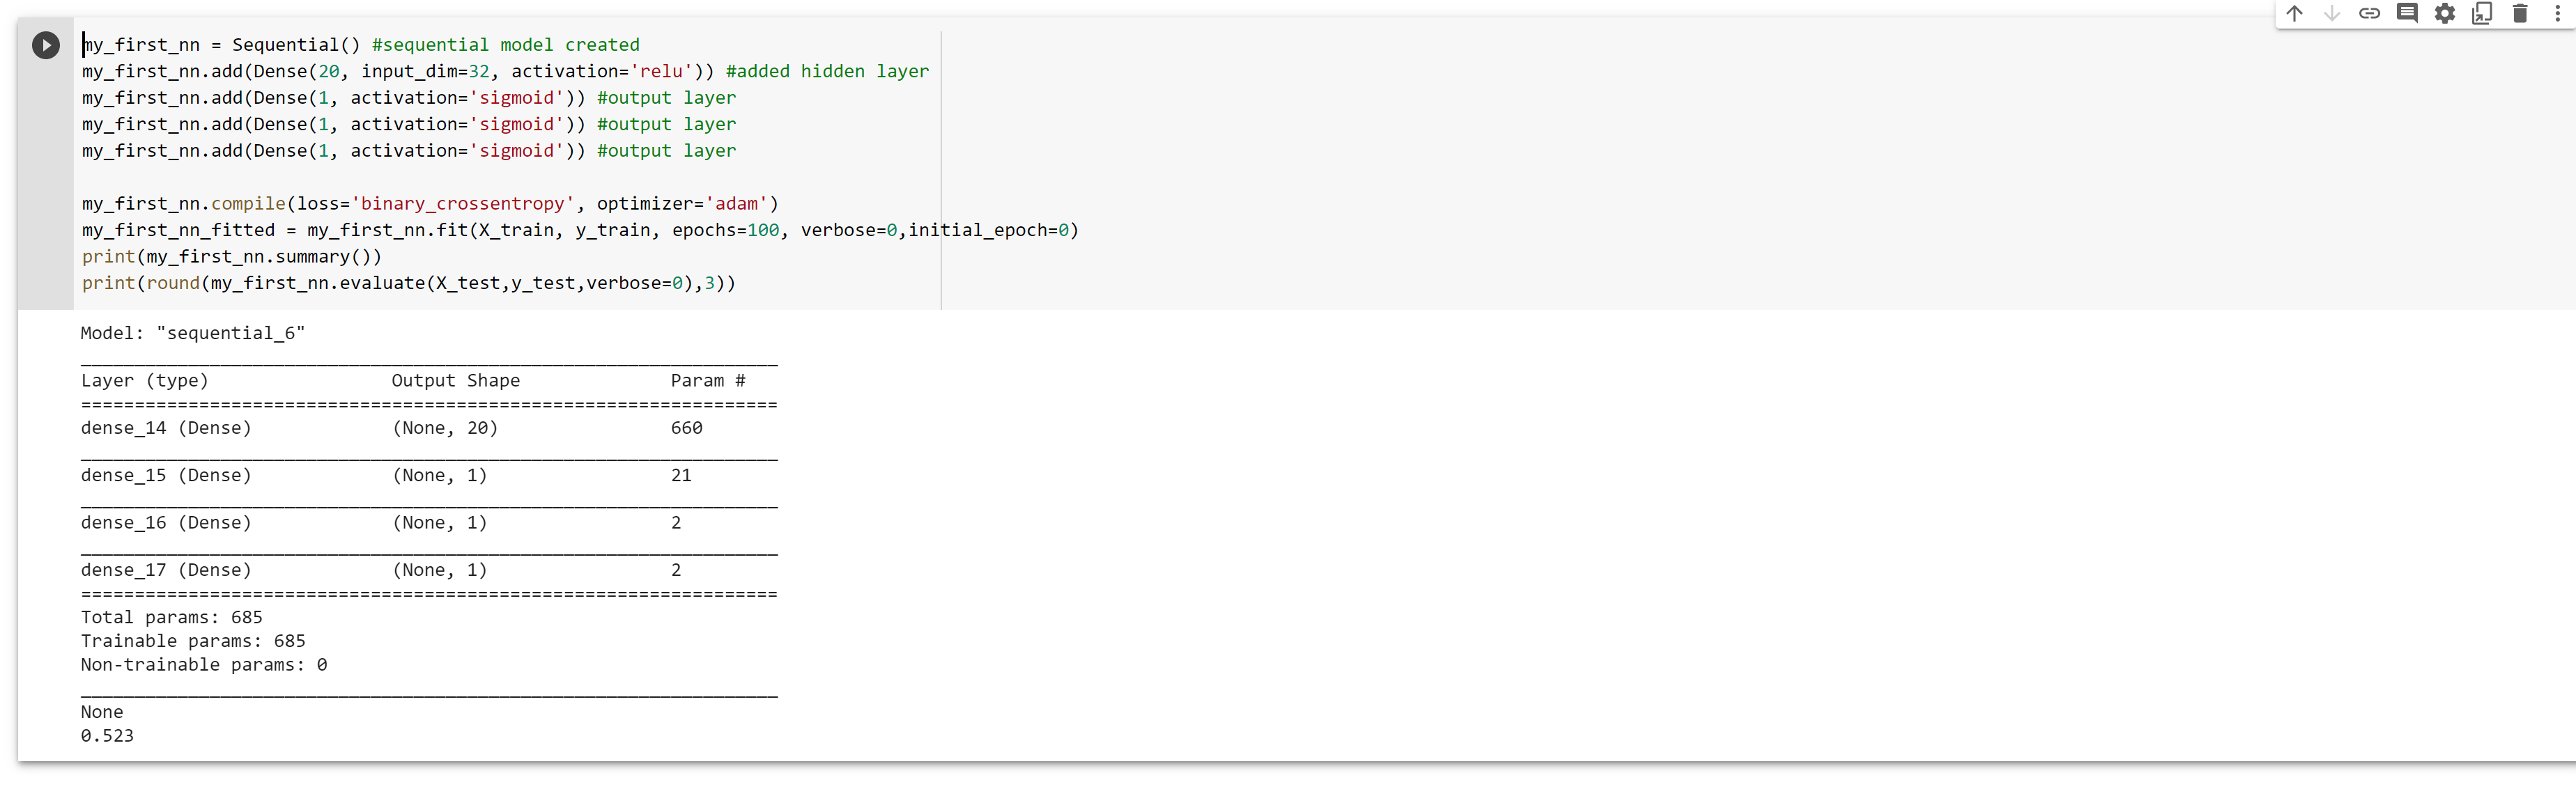 my_first_nn = Sequential() #sequential model created
my_first_nn.add(Dense(20, input_dim=32, activation='relu')) #added hidden layer
my_first_nn.add(Dense(1, activation='sigmoid')) #output layer
my_first_nn.add(Dense(1, activation='sigmoid')) #output layer
my_first_nn.add(Dense(1, activation='sigmoid')) #output layer
my_first_nn.compile(loss='binary_crossentropy', optimizer='adam')
my_first_nn_fitted = my_first_nn.fit(X_train, y_train, epochs=100, verbose=0,initial_epoch=0)
print(my_first_nn.summary())
print(round(my_first_nn.evaluate(X_test,y_test,verbose=0),3))
Model: "sequential_6"
_________________________________________________________________
Layer (type)                 Output Shape              Param #
=================================================================
dense_14 (Dense)             (None, 20)                660
_________________________________________________________________
dense_15 (Dense)             (None, 1)                 21
_________________________________________________________________
dense_16 (Dense)             (None, 1)                 2
_________________________________________________________________
dense_17 (Dense)             (None, 1)                 2
=================================================================
Total params: 685
Trainable params: 685
Non-trainable params: 0
_________________________________________________________________
None
0.523